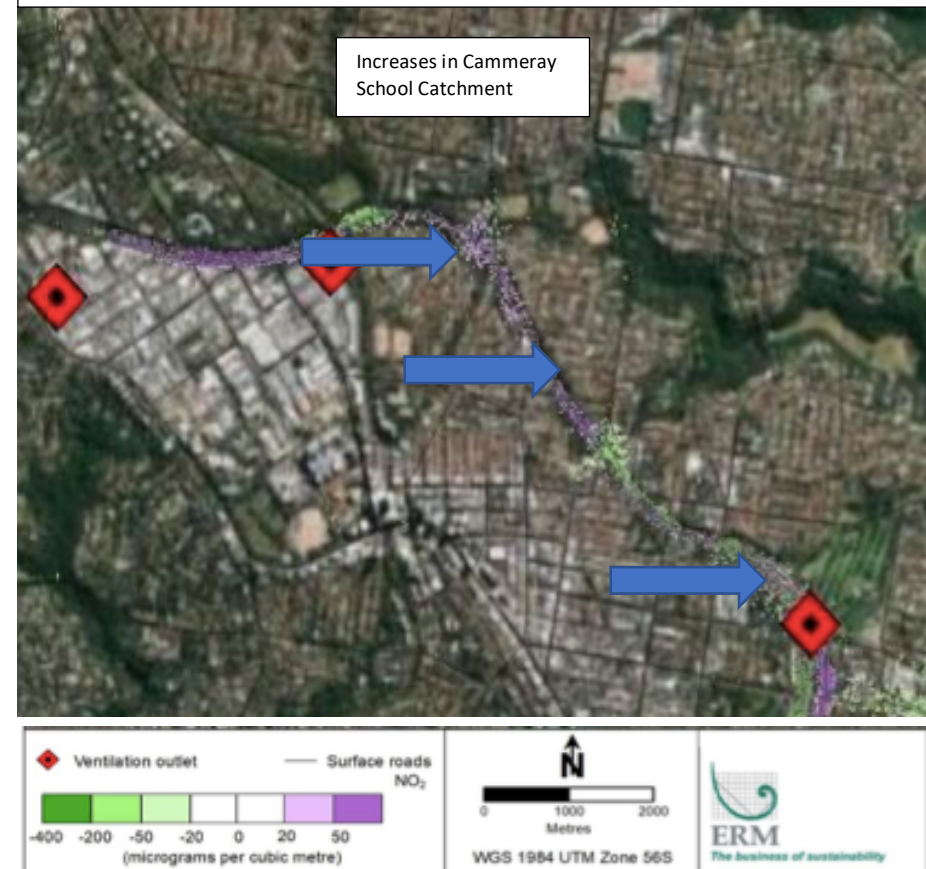 Increases in Cammeray
School Catchment
Ventilation outlet
Surface roads
NO₂
-400 -200 -50 -20 0 20 50
(micrograms per cubic metre)
N
0 1000 2000
Metres
WGS 1984 UTM Zone 56S
ERM
The business of sustainability